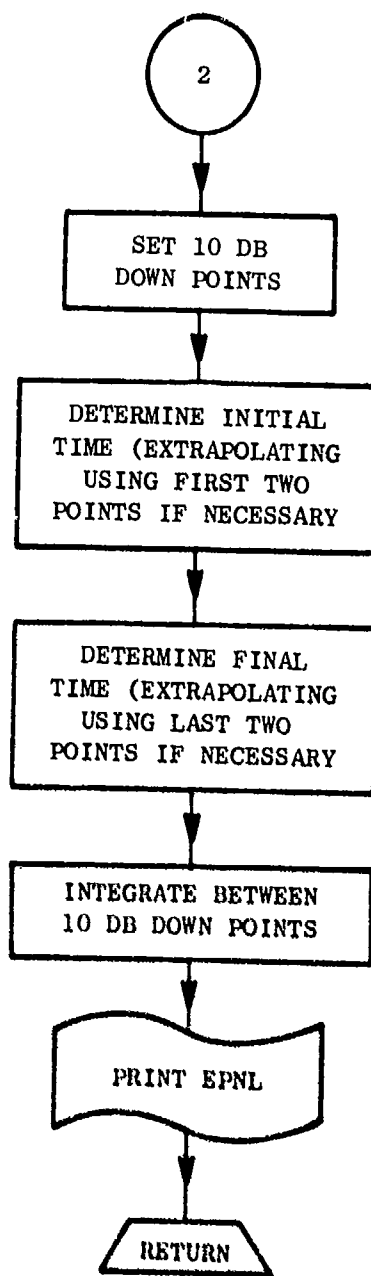 2
SET 10 DB
DOWN POINTS
DETERMINE INITIAL
TIME (EXTRAPOLATING
USING FIRST TWO
POINTS IF NECESSARY
DETERMINE FINAL
TIME (EXTRAPOLATING
USING LAST TWO
POINTS IF NECESSARY
INTEGRATE BETWEEN
10 DB DOWN POINTS
PRINT EPNL
RETURN